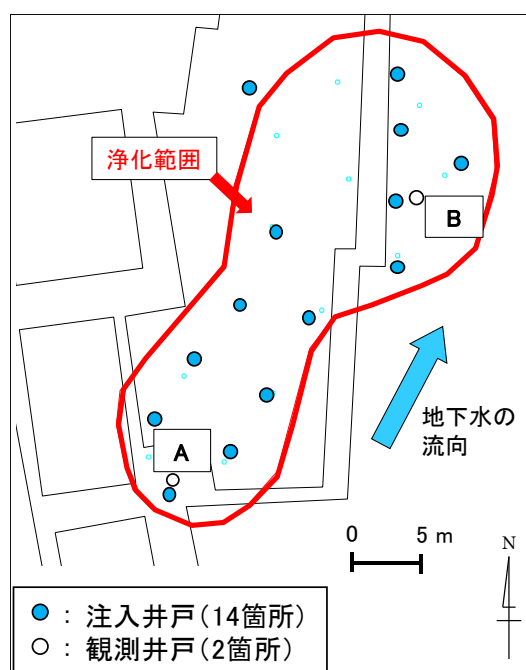 浄化範囲
B
地下水の
流向
A
0 5 m
N
： 注入井戸(14箇所)
： 観測井戸(2箇所)